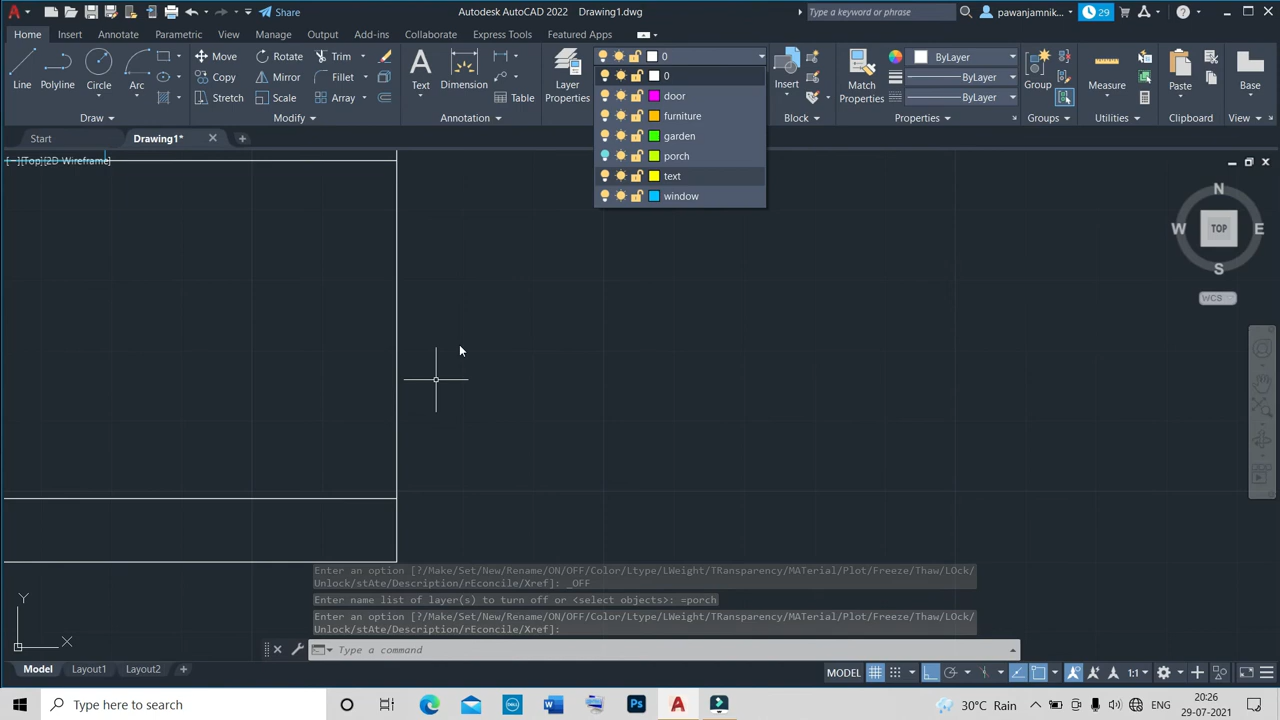 Autodesk AutoCAD 2022 Drawing1.dwg
Share
Type a keyword or phrase
pawanjamnik...
29
Home Insert Annotate Parametric View Manage Output Add-ins Collaborate Express Tools Featured Apps
Line
Polyline
Circle
Arc
Move
Copy
Stretch
Rotate
Mirror
Scale
Trim
Fillet
Array
Text
Dimension
Table
Layer
Properties
0
0
door
furniture
garden
porch
text
window
Insert
Match
Properties
ByLayer
ByLayer
ByLayer
Group
Measure
Paste
Base
Draw
Modify
Annotation
Block
Properties
Groups
Utilities
Clipboard
View
Start
Drawing1*
[−][Top][2D Wireframe]
N
W
TOP
E
S
WCS
Enter an option [?/Make/Set/New/Rename/ON/OFF/Color/Ltype/LWeight/TRansparency/MATerial/Plot/Freeze/Thaw/LOck/
Unlock/stAte/Description/rEconcile/Xref]: _OFF
Enter name list of layer(s) to turn off or <select objects>: =porch
Enter an option [?/Make/Set/New/Rename/ON/OFF/Color/Ltype/LWeight/TRansparency/MATerial/Plot/Freeze/Thaw/LOck/
Unlock/stAte/Description/rEconcile/Xref]:
Y
X
Type a command
Model
Layout1
Layout2
MODEL
1:1
Type here to search
30°C Rain
ENG
20:26
29-07-2021